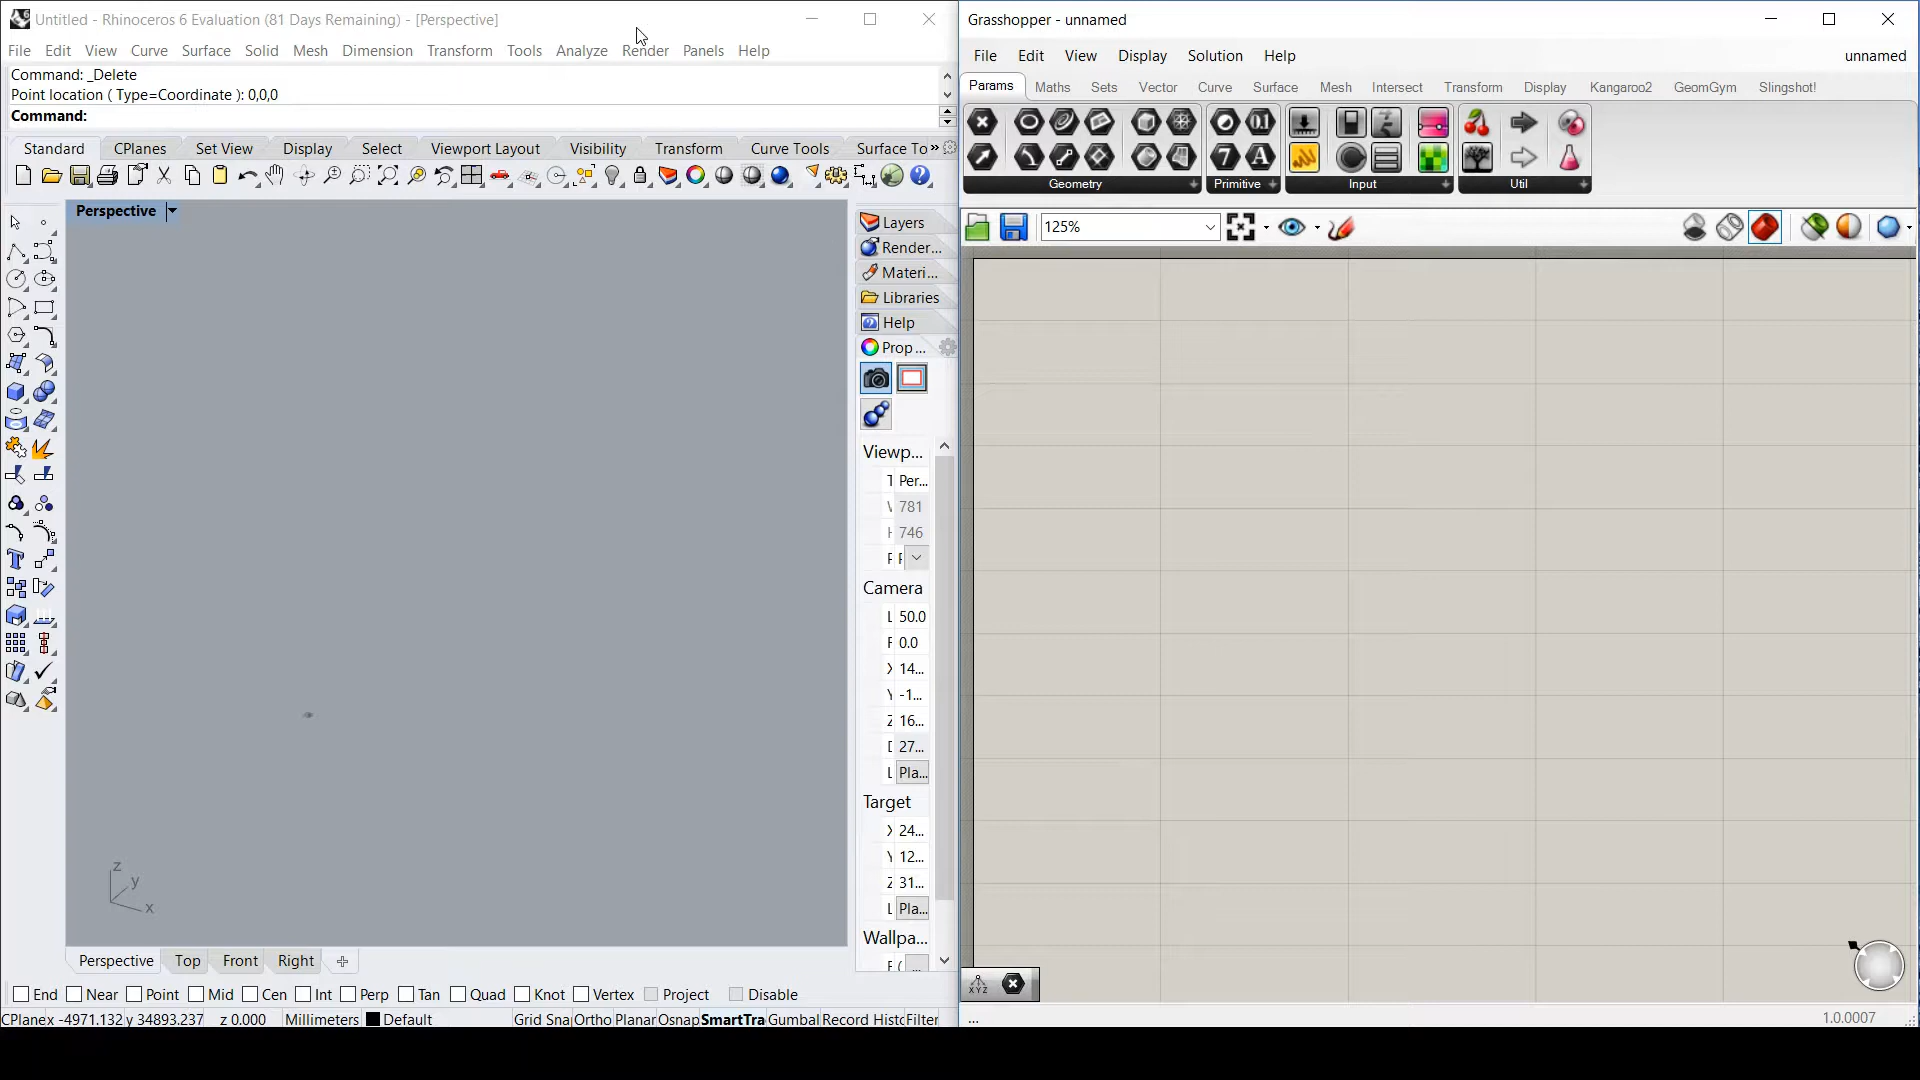 Untitled - Rhinoceros 6 Evaluation (81 Days Remaining) - [Perspective]
File Edit View Curve Surface Solid Mesh Dimension Transform Tools Analyze Render Panels Help
Command: _Delete
Point location ( Type=Coordinate ): 0,0,0
Command:
Standard CPlanes Set View Display Select Viewport Layout Visibility Transform Curve Tools Surface To»
Perspective
Layers
Render...
Materi...
Libraries
Help
Prop ...
Viewp...
Per...
781
746
Camera
L 50.0
0.0
14...
Y -1...
Z 16...
27...
L Pla...
Target
24...
Y 12...
Z 31...
L Pla...
Wallpa...
...
z
y
x
Perspective Top Front Right
End Near Point Mid Cen Int Perp Tan Quad Knot Vertex Project Disable
CPlane x -4971.132 y 34893.237 z 0.000 Millimeters Default Grid Sna Ortho Planar Osnap SmartTra Gumbal Record Histo Filter
Grasshopper - unnamed
File Edit View Display Solution Help unnamed
Params Maths Sets Vector Curve Surface Mesh Intersect Transform Display Kangaroo2 GeomGym Slingshot!
0.1
7 A
Geometry Primitive Input Util
125%
XYZ
... 1.0.0007